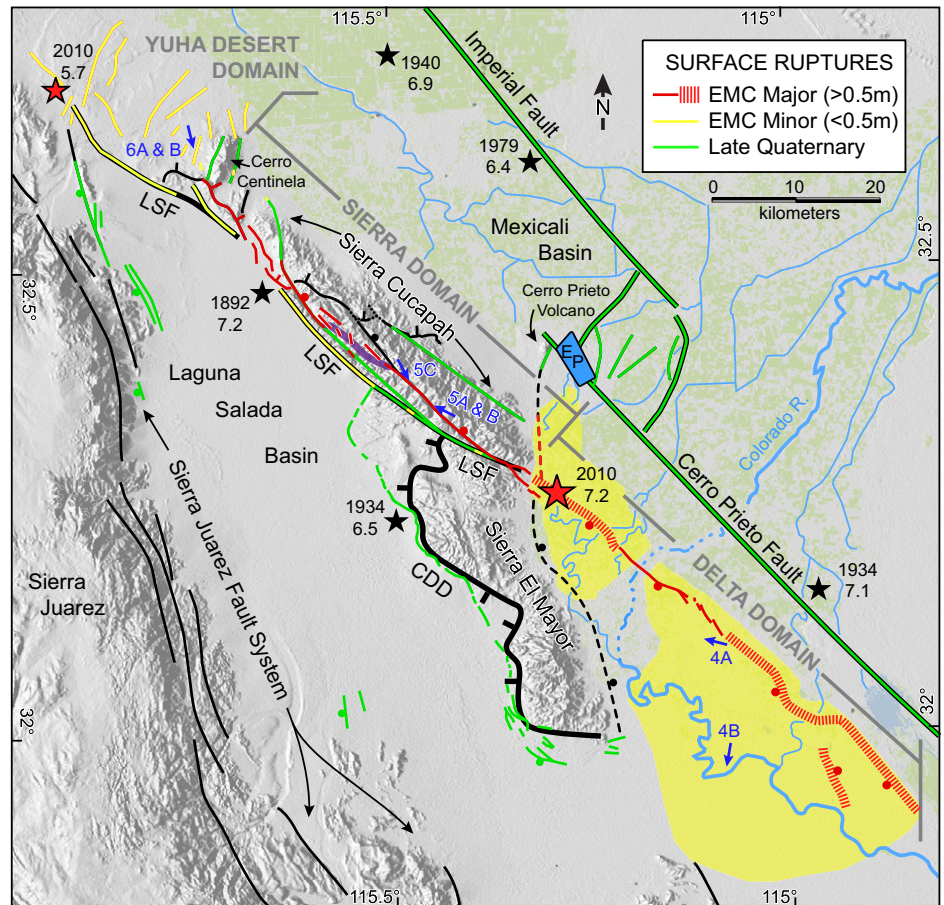 115.5°
115°
YUHA DESERT
DOMAIN
2010
5.7
1940
6.9
Imperial Fault
N
SURFACE RUPTURES
EMC Major (>0.5m)
EMC Minor (<0.5m)
Late Quaternary
0 10 20
kilometers
1979
6.4
6A & B
Cerro
Centinela
LSF
SIERRA DOMAIN
Sierra Cucapah
Mexicali
Basin
32.5°
32.5°
1892
7.2
Cerro Prieto
Volcano
EP
LSF
5C
5A & B
Laguna
Salada
Basin
Colorado R.
LSF
2010
7.2
Cerro Prieto Fault
Sierra Juarez Fault System
1934
6.5
CDD
Sierra El Mayor
DELTA DOMAIN
1934
7.1
Sierra
Juarez
4A
4B
32°
32°
115.5°
115°